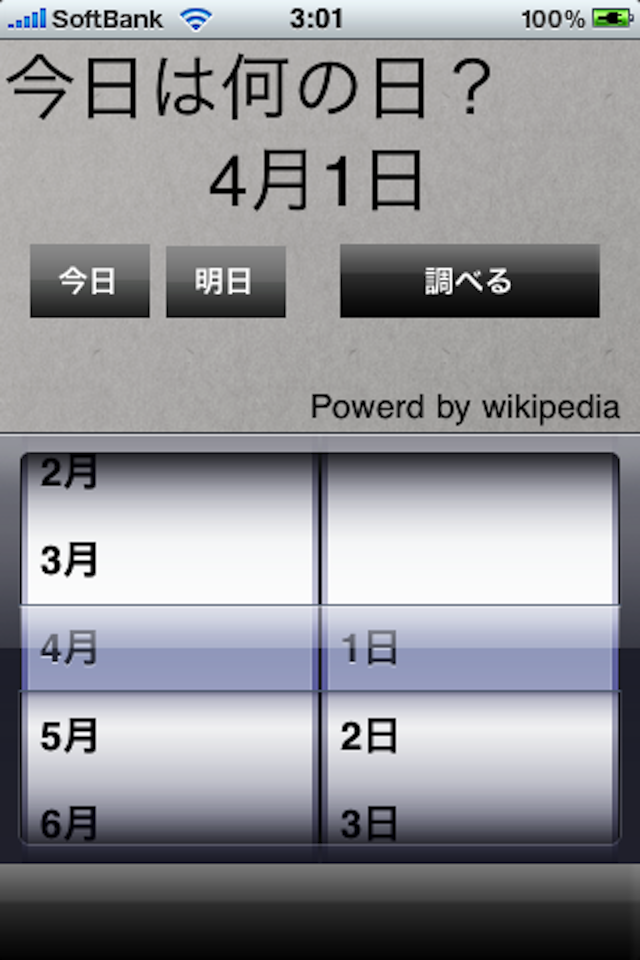 SoftBank 3:01 100%
今日は何の日？
4月1日
今日 明日 調べる
Powerd by wikipedia
2月
3月
4月 1日
5月 2日
6月 3日